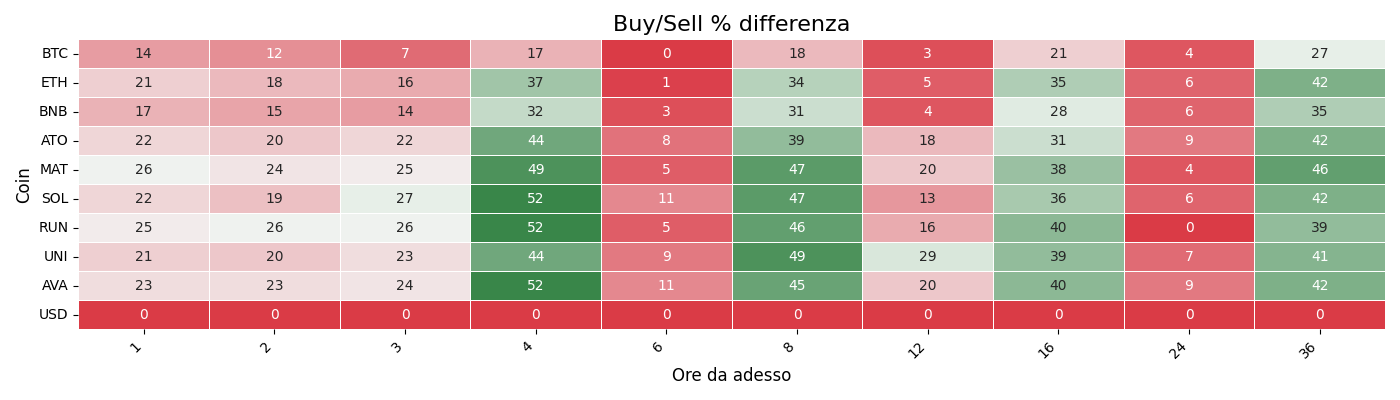 Buy/Sell % differenza
Coin
BTC 14 12 7 17 0 18 3 21 4 27
ETH 21 18 16 37 1 34 5 35 6 42
BNB 17 15 14 32 3 31 4 28 6 35
ATO 22 20 22 44 8 39 18 31 9 42
MAT 26 24 25 49 5 47 20 38 4 46
SOL 22 19 27 52 11 47 13 36 6 42
RUN 25 26 26 52 5 46 16 40 0 39
UNI 21 20 23 44 9 49 29 39 7 41
AVA 23 23 24 52 11 45 20 40 9 42
USD 0 0 0 0 0 0 0 0 0 0
1 2 3 4 6 8 12 16 24 36
Ore da adesso